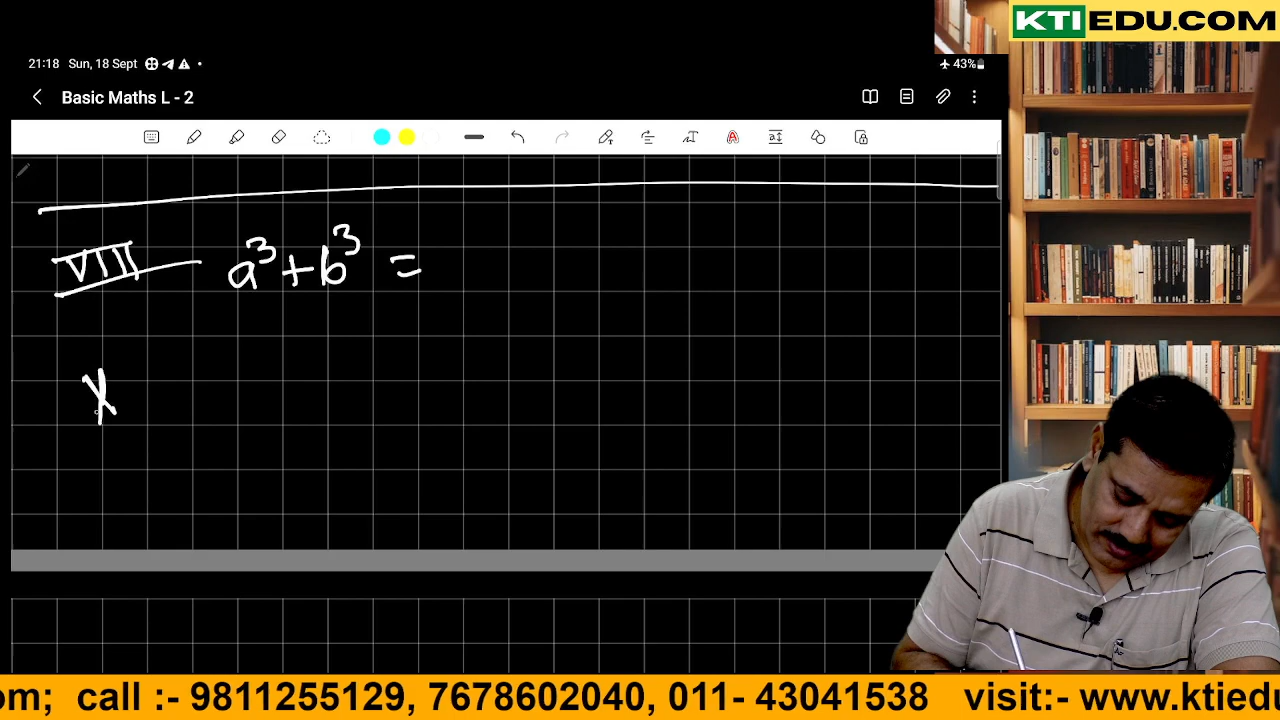 KTIEDU.COM
21:18 Sun, 18 Sept
43%
Basic Maths L - 2
VIII a³+b³ =
om; call :- 9811255129, 7678602040, 011- 43041538 visit:- www.ktiedu